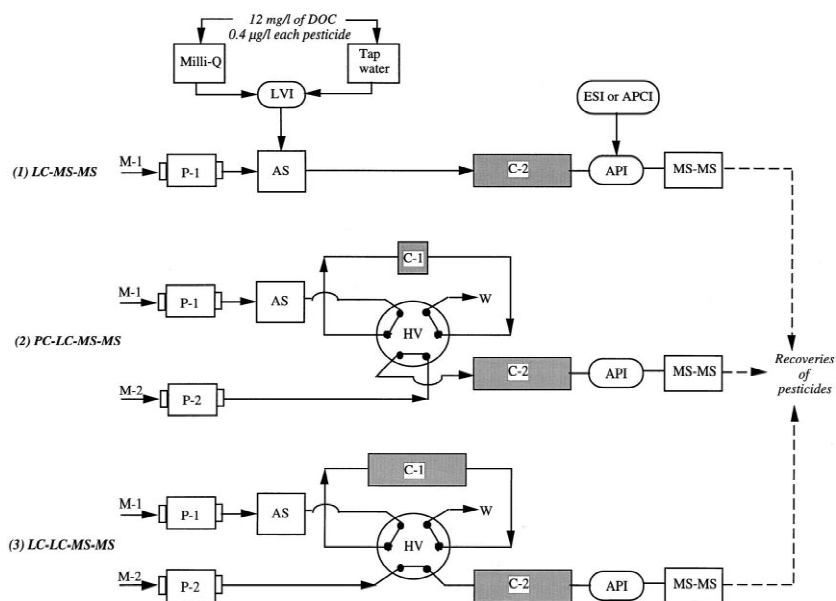 12 mg/l of DOC
0.4 µg/l each pesticide
Milli-Q
Tap
water
LVI
ESI or APCI
(1) LC-MS-MS
M-1
P-1
AS
C-2
API
MS-MS
C-1
M-1
P-1
AS
W
HV
(2) PC-LC-MS-MS
C-2
API
MS-MS
Recoveries
of
pesticides
M-2
P-2
C-1
M-1
P-1
AS
W
HV
(3) LC-LC-MS-MS
M-2
P-2
C-2
API
MS-MS